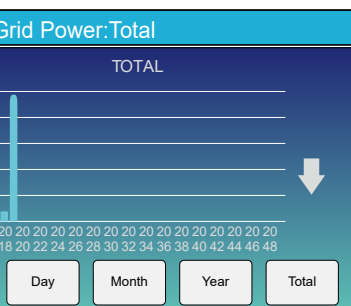 Grid Power:Total
TOTAL
20 20 20 20 20 20 20 20 20 20 20 20 20 20 20 20
18 20 22 24 26 28 30 32 34 36 38 40 42 44 46 48
Day Month Year Total